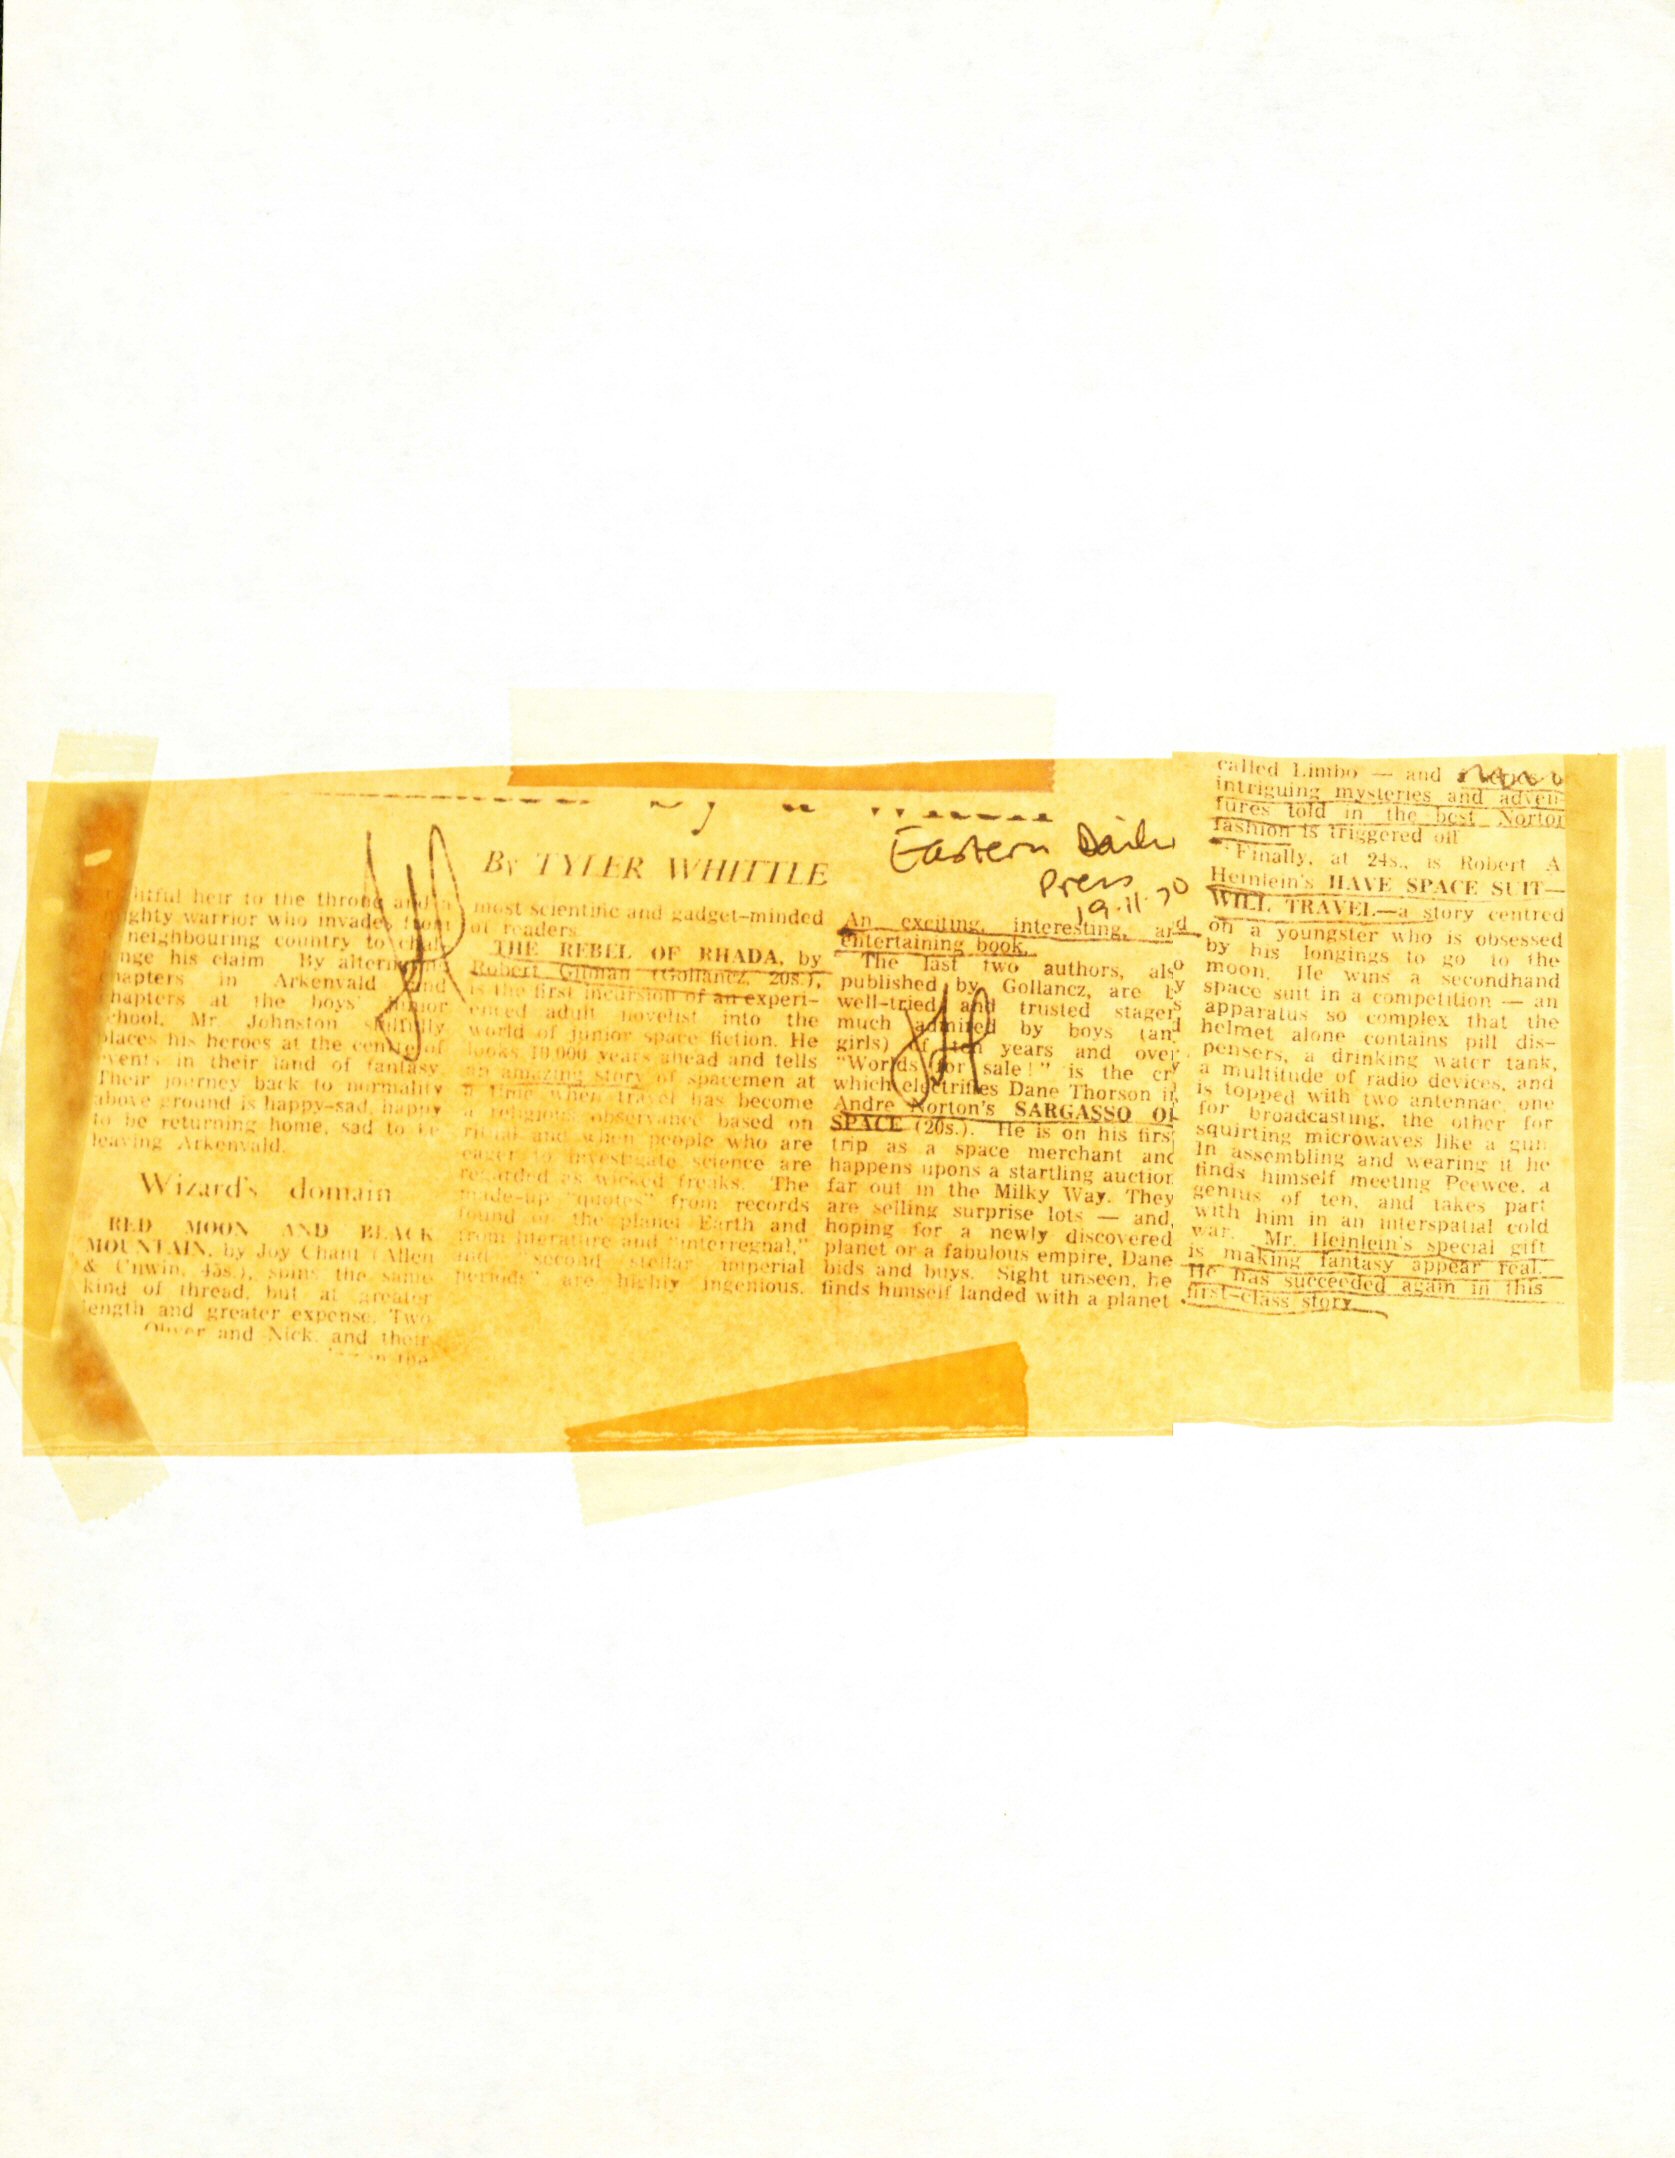 By TYLER WHITTLE
Eastern Daily
Press
19.11.70
heir to the throne and a
mighty warrior who invades from
neighbouring country to
his claim. By
chapters in Arkenvald and
chapters at the boys' junior
school, Mr. Johnston skilfully
places his heroes at the centre of
events in their land of fantasy.
Their journey back to normality
above ground is happy-sad, happy
to be returning home, sad to be
leaving Arkenvald.
Wizard's domain
RED MOON AND BLACK
MOUNTAIN, by Joy Chant (Allen
& Unwin, 45s.), spins the same
kind of thread, but at greater
length and greater expense. Two
Oliver and Nick, and their
the
most scientific and gadget-minded
of readers
THE REBEL OF RHADA, by
Robert Gilman (Gollancz, 20s.),
is the first incursion of an experi-
enced adult novelist into the
world of junior space fiction. He
looks 10,000 years ahead and tells
an amazing story of spacemen at
a time when travel has become
a religious observance based on
ritual and when people who are
eager to investigate science are
regarded as wicked freaks. The
made-up "quotes" from records
found on the planet Earth and
from literature and "interregnal,"
and "second stellar imperial
periods" are highly ingenious.
An exciting, interesting, and
entertaining book.
The last two authors, also
published by Gollancz, are by
well-tried and trusted stagers
much admired by boys (and
girls) of ten years and over.
"Worlds for sale!" is the cry
which electrifies Dane Thorson in
Andre Norton's SARGASSO OF
SPACE (20s.). He is on his first
trip as a space merchant and
happens upon a startling auction
far out in the Milky Way. They
are selling surprise lots — and,
hoping for a newly discovered
planet or a fabulous empire, Dane
bids and buys. Sight unseen, he
finds himself landed with a planet
called Limbo — and
intriguing mysteries and adven-
tures told in the best Norton
fashion is triggered off
Finally, at 24s., is Robert A
Heinlein's HAVE SPACE SUIT—
WILL TRAVEL—a story centred
on a youngster who is obsessed
by his longings to go to the
moon. He wins a secondhand
space suit in a competition — an
apparatus so complex that the
helmet alone contains pill dis-
pensers, a drinking water tank,
a multitude of radio devices, and
is topped with two antennae, one
for broadcasting, the other for
squirting microwaves like a gun.
In assembling and wearing it he
finds himself meeting Peewee, a
genius of ten, and takes part
with him in an interspatial cold
war. Mr. Heinlein's special gift
is making fantasy appear real.
He has succeeded again in this
first-class story